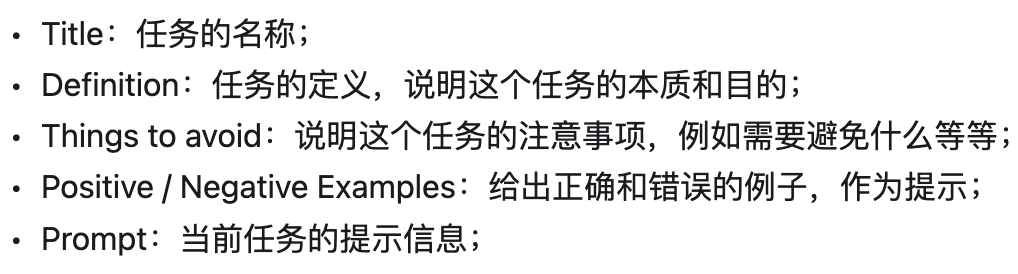 • Title：任务的名称；
• Definition：任务的定义，说明这个任务的本质和目的；
• Things to avoid：说明这个任务的注意事项，例如需要避免什么等等；
• Positive / Negative Examples：给出正确和错误的例子，作为提示；
• Prompt：当前任务的提示信息；